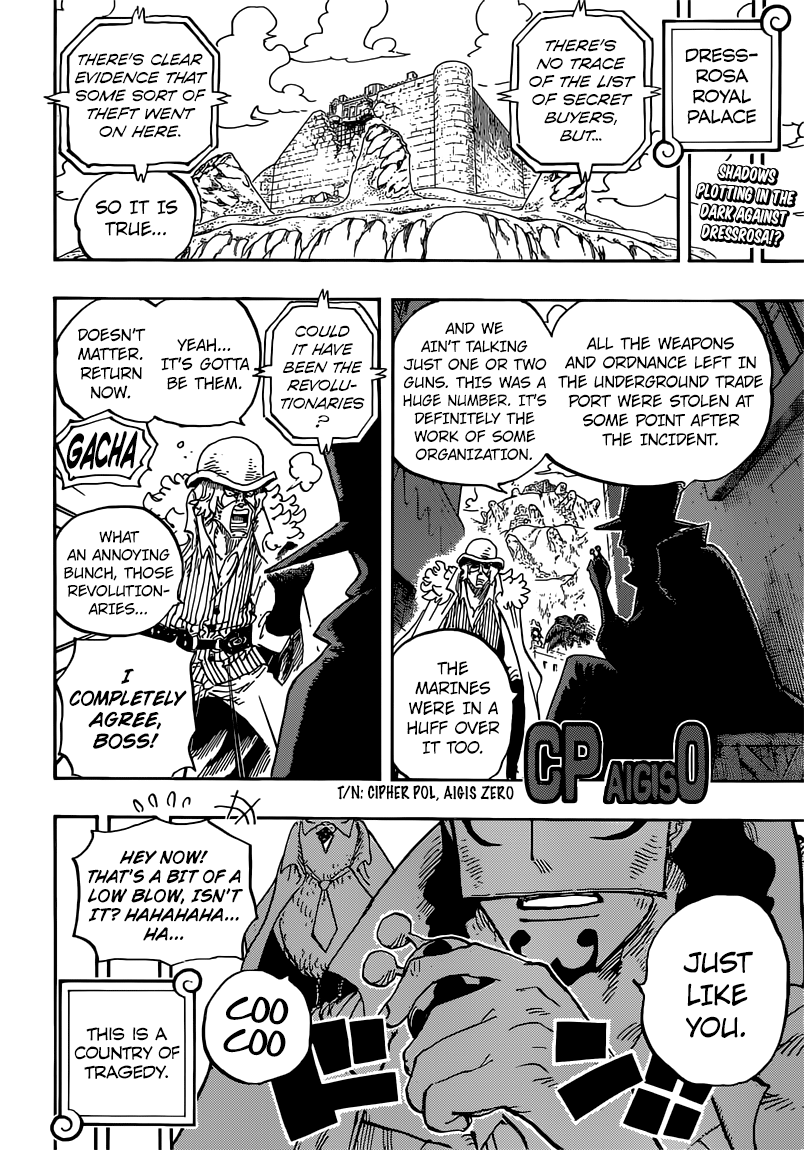 DRESS-
ROSA
ROYAL
PALACE
SHADOWS
PLOTTING IN THE
DARK AGAINST
DRESSROSA!?
THERE'S
NO TRACE
OF THE LIST
OF SECRET
BUYERS,
BUT...
THERE'S CLEAR
EVIDENCE THAT
SOME SORT OF
THEFT WENT
ON HERE.
SO IT IS
TRUE...
ALL THE WEAPONS
AND ORDNANCE LEFT IN
THE UNDERGROUND TRADE
PORT WERE STOLEN AT
SOME POINT AFTER
THE INCIDENT.
AND WE
AIN'T TALKING
JUST ONE OR TWO
GUNS. THIS WAS A
HUGE NUMBER. IT'S
DEFINITELY THE
WORK OF SOME
ORGANIZATION.
THE
MARINES
WERE IN A
HUFF OVER
IT TOO.
CP AIGIS0
T/N: CIPHER POL, AIGIS ZERO
COULD
IT HAVE
BEEN THE
REVOLU-
TIONARIES
?
YEAH...
IT'S GOTTA
BE THEM.
DOESN'T
MATTER.
RETURN
NOW.
GACHA
WHAT
AN ANNOYING
BUNCH, THOSE
REVOLUTION-
ARIES...
I
COMPLETELY
AGREE,
BOSS!
JUST
LIKE
YOU.
HEY NOW!
THAT'S A BIT OF A
LOW BLOW, ISN'T
IT? HAHAHAHA...
HA...
COO
COO
THIS IS A
COUNTRY OF
TRAGEDY.